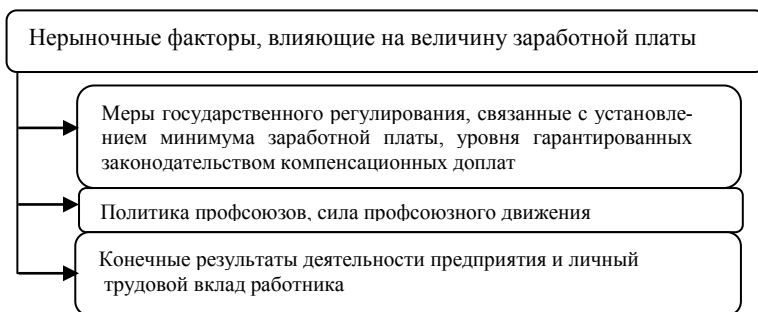 Нерыночные факторы, влияющие на величину заработной платы
Меры государственного регулирования, связанные с установле-
нием минимума заработной платы, уровня гарантированных
законодательством компенсационных доплат
Политика профсоюзов, сила профсоюзного движения
Конечные результаты деятельности предприятия и личный
трудовой вклад работника